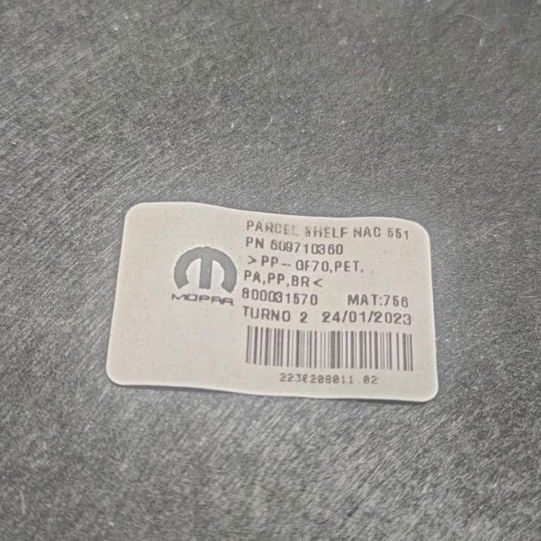 PARCEL SHELF NAC 551
PN 609710360
>PP-GF70,PET,
PA,PP,BR<
800031570 MAT:756
MOPAR
TURNO 2 24/01/2023
2230208011.02